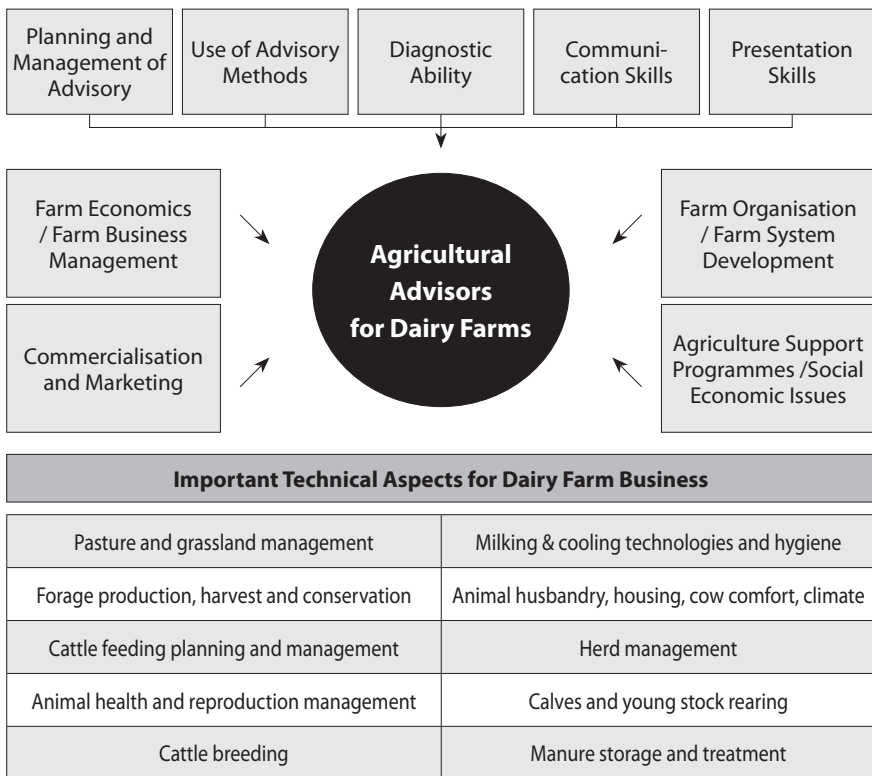 Planning and
Management of
Advisory
Use of Advisory
Methods
Diagnostic
Ability
Communi-
cation Skills
Presentation
Skills
Farm Economics
/ Farm Business
Management
Agricultural
Advisors
for Dairy Farms
Farm Organisation
/ Farm System
Development
Commercialisation
and Marketing
Agriculture Support
Programmes /Social
Economic Issues
Important Technical Aspects for Dairy Farm Business
Pasture and grassland management
Milking & cooling technologies and hygiene
Forage production, harvest and conservation
Animal husbandry, housing, cow comfort, climate
Cattle feeding planning and management
Herd management
Animal health and reproduction management
Calves and young stock rearing
Cattle breeding
Manure storage and treatment